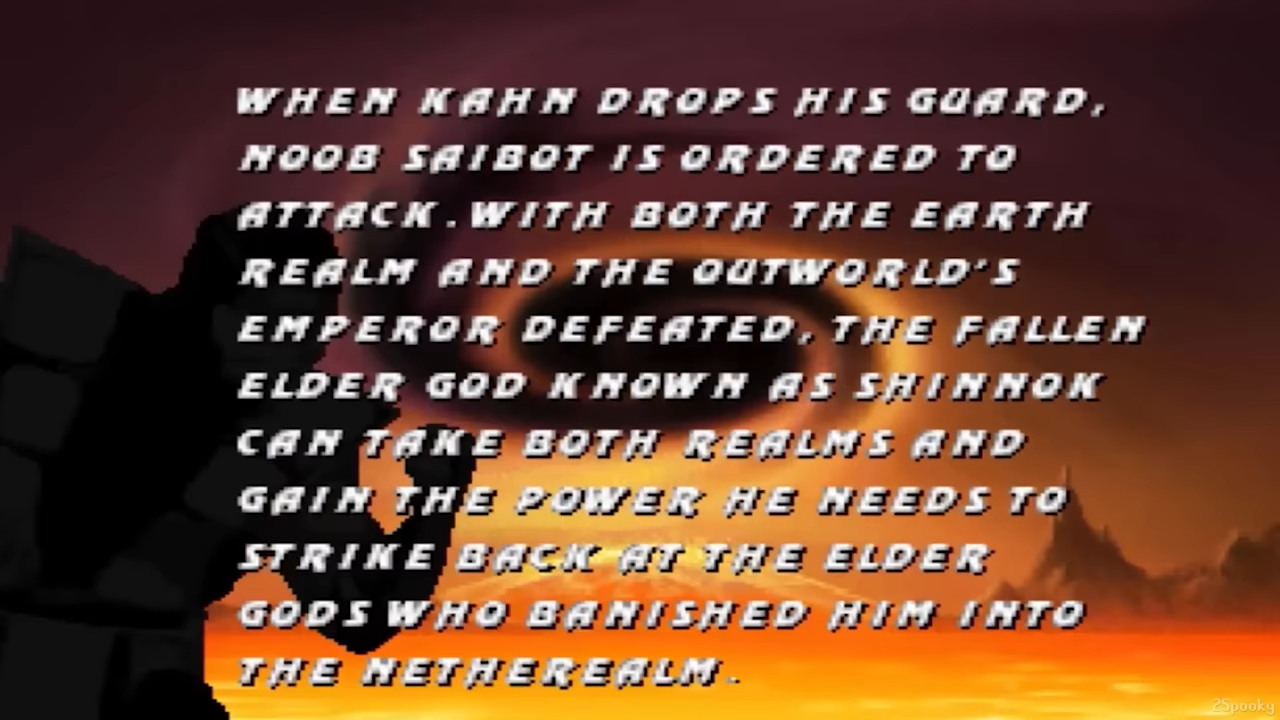 WHEN KAHN DROPS HIS GUARD,
NOOB SAIBOT IS ORDERED TO
ATTACK.WITH BOTH THE EARTH
REALM AND THE OUTWORLD'S
EMPEROR DEFEATED, THE FALLEN
ELDER GOD KNOWN AS SHINNOK
CAN TAKE BOTH REALMS AND
GAIN THE POWER HE NEEDS TO
STRIKE BACK AT THE ELDER
GODS WHO BANISHED HIM INTO
THE NETHEREALM.
2Spooky